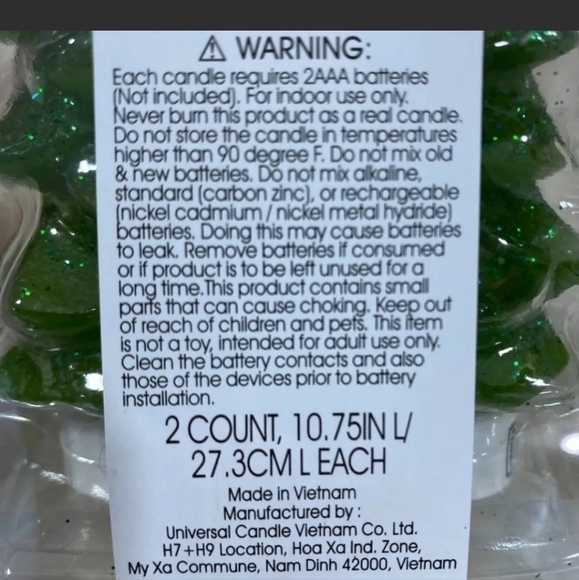 ⚠ WARNING:
Each candle requires 2AAA batteries
(Not included). For indoor use only.
Never burn this product as a real candle.
Do not store the candle in temperatures
higher than 90 degree F. Do not mix old
& new batteries. Do not mix alkaline,
standard (carbon zinc), or rechargeable
(nickel cadmium / nickel metal hydride)
batteries. Doing this may cause batteries
to leak. Remove batteries if consumed
or if product is to be left unused for a
long time.This product contains small
parts that can cause choking. Keep out
of reach of children and pets. This item
is not a toy, intended for adult use only.
Clean the battery contacts and also
those of the devices prior to battery
installation.
2 COUNT, 10.75IN L/
27.3CM L EACH
Made in Vietnam
Manufactured by :
Universal Candle Vietnam Co. Ltd.
H7+H9 Location, Hoa Xa Ind. Zone,
My Xa Commune, Nam Dinh 42000, Vietnam